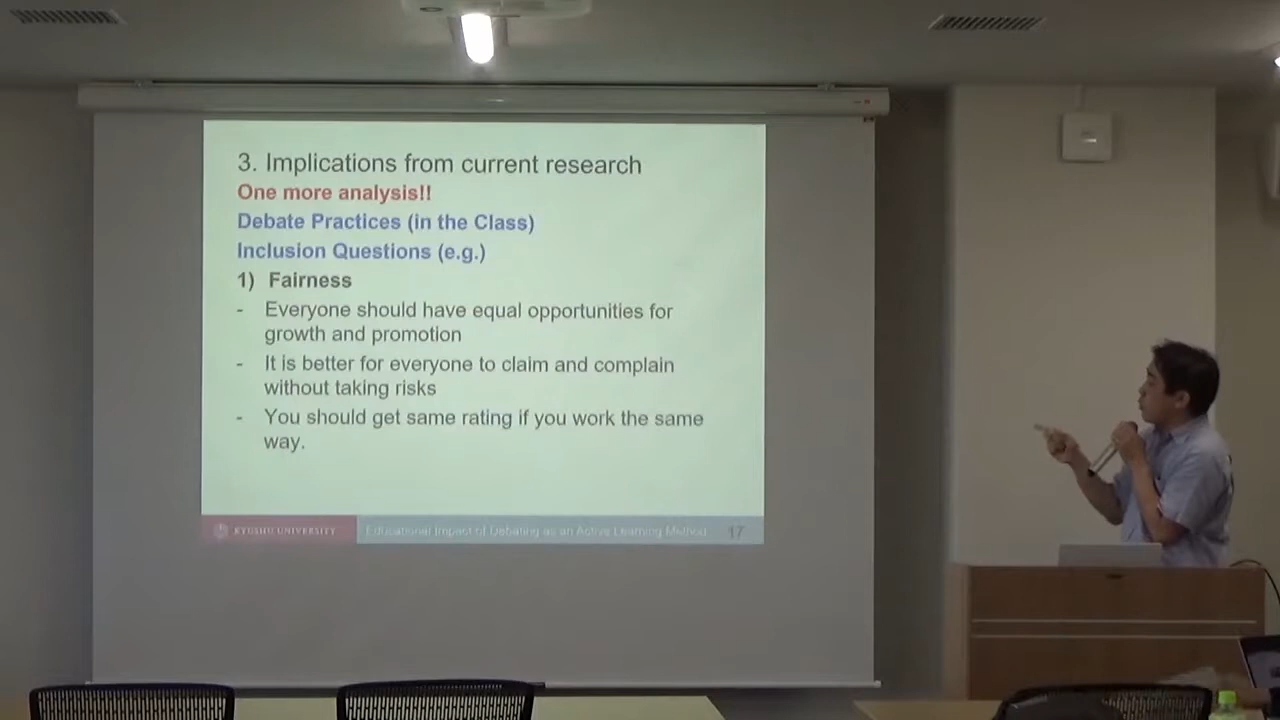 3. Implications from current research
One more analysis!!
Debate Practices (in the Class)
Inclusion Questions (e.g.)
1) Fairness
- Everyone should have equal opportunities for
growth and promotion
- It is better for everyone to claim and complain
without taking risks
- You should get same rating if you work the same
way.
KYUSHU UNIVERSITY
Educational Impact of Debating as an Active Learning Method
17